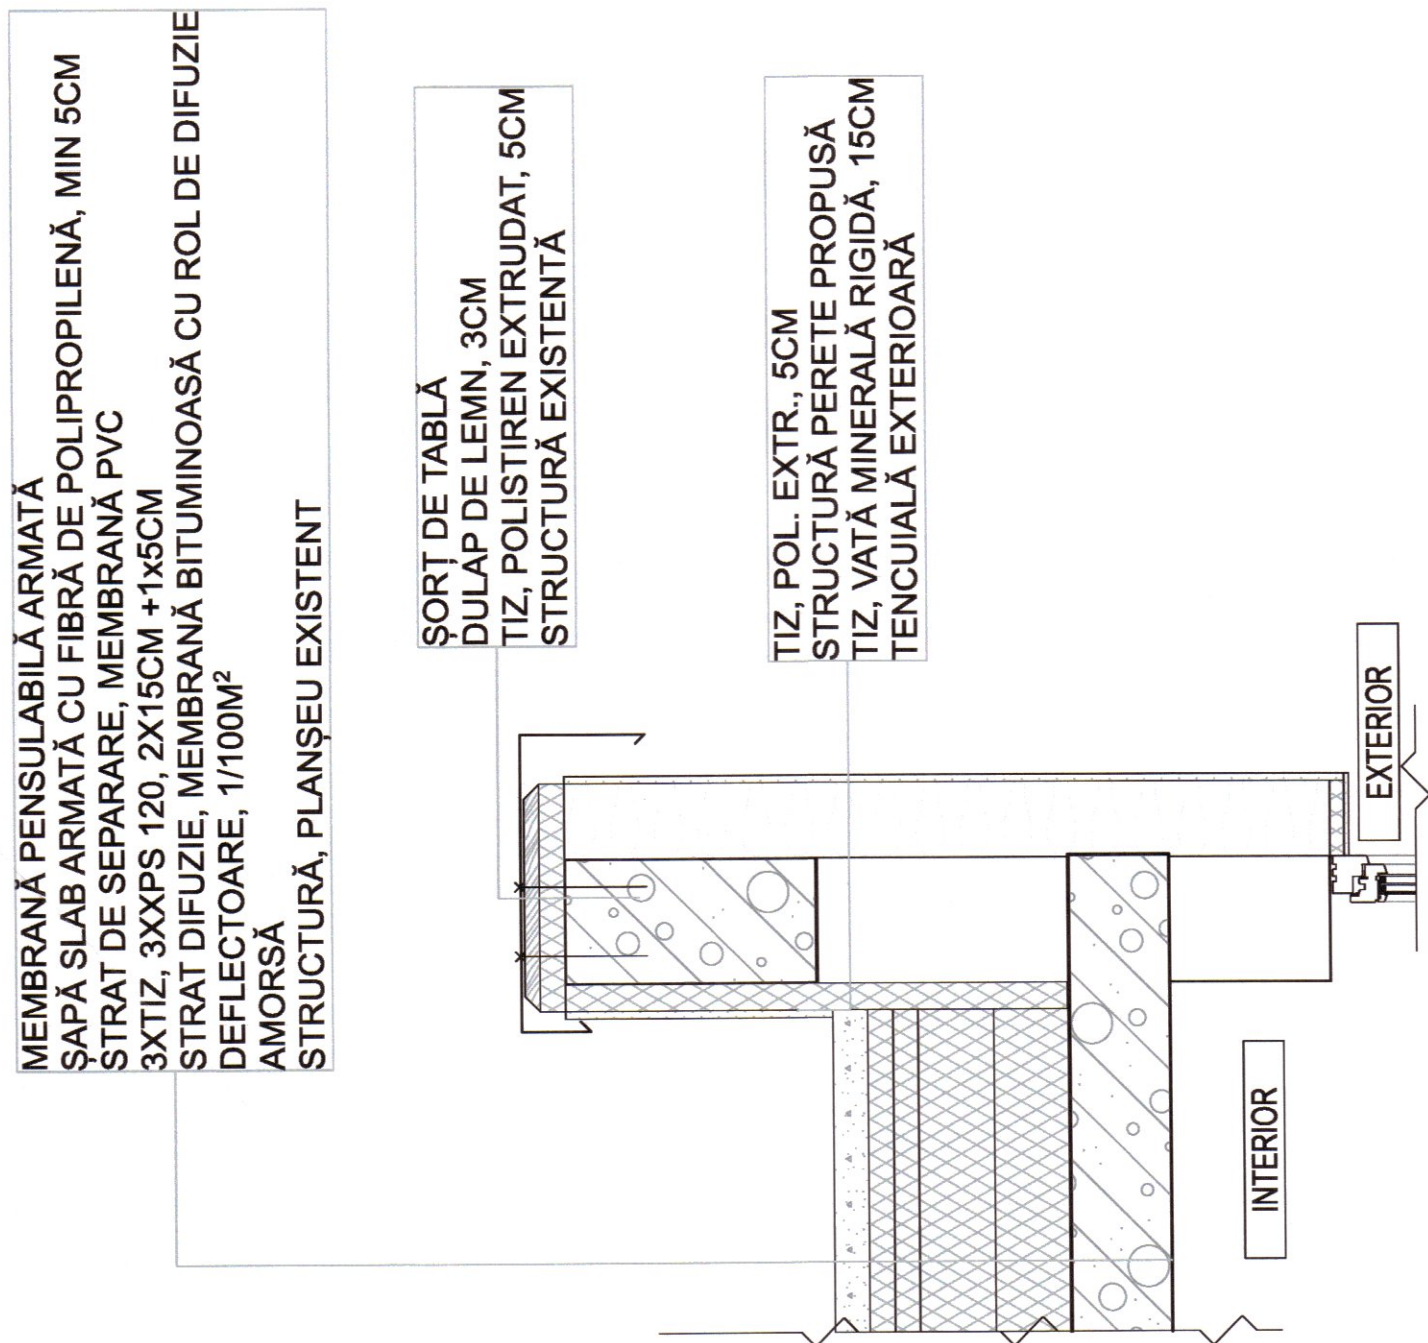 MEMBRANĂ PENSULABILĂ ARMATĂ
ȘAPĂ SLAB ARMATĂ CU FIBRĂ DE POLIPROPILENĂ, MIN 5CM
STRAT DE SEPARARE, MEMBRANĂ PVC
3XTIZ, 3XXPS 120, 2X15CM +1x5CM
STRAT DIFUZIE, MEMBRANĂ BITUMINOASĂ CU ROL DE DIFUZIE
DEFLECTOARE, 1/100M²
AMORSĂ
STRUCTURĂ, PLANȘEU EXISTENT
ȘORȚ DE TABLĂ
DULAP DE LEMN, 3CM
TIZ, POLISTIREN EXTRUDAT, 5CM
STRUCTURĂ EXISTENTĂ
TIZ, POL. EXTR., 5CM
STRUCTURĂ PERETE PROPUSĂ
TIZ, VATĂ MINERALĂ RIGIDĂ, 15CM
TENCUIALĂ EXTERIOARĂ
EXTERIOR
INTERIOR